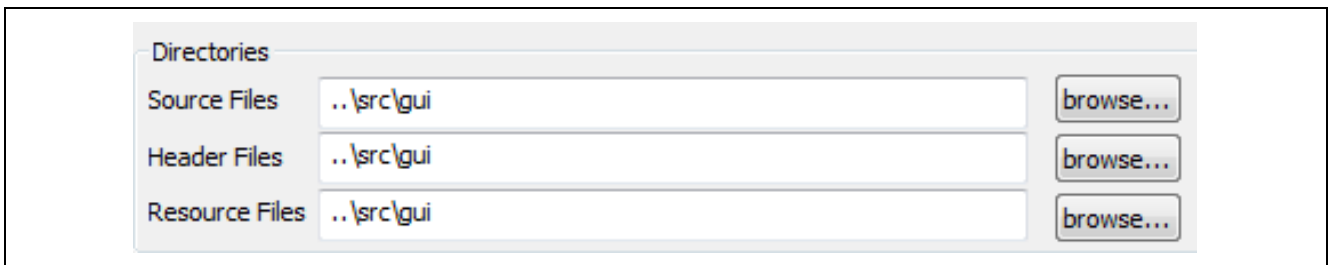 Directories
Source Files ..\src\gui browse...
Header Files ..\src\gui browse...
Resource Files ..\src\gui browse...